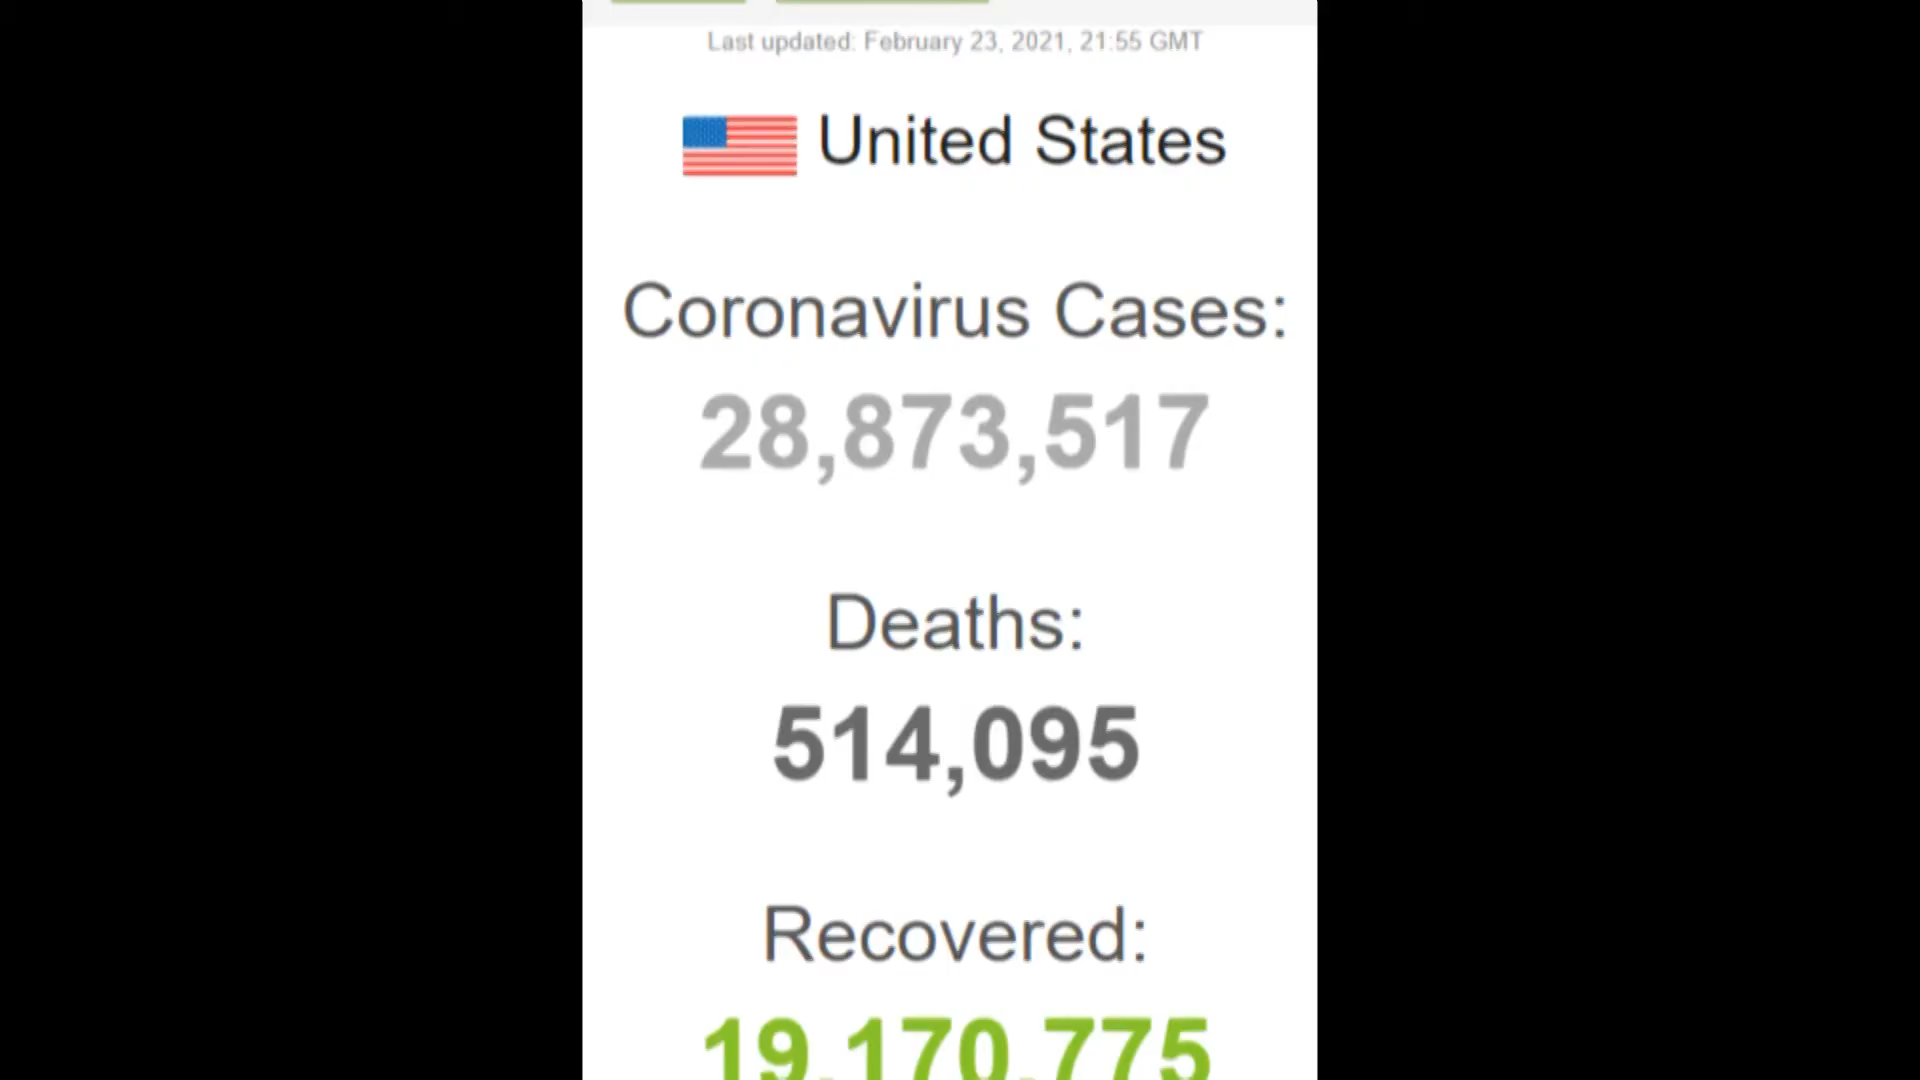 Last updated: February 23, 2021, 21:55 GMT
United States
Coronavirus Cases:
28,873,517
Deaths:
514,095
Recovered:
19,170,775